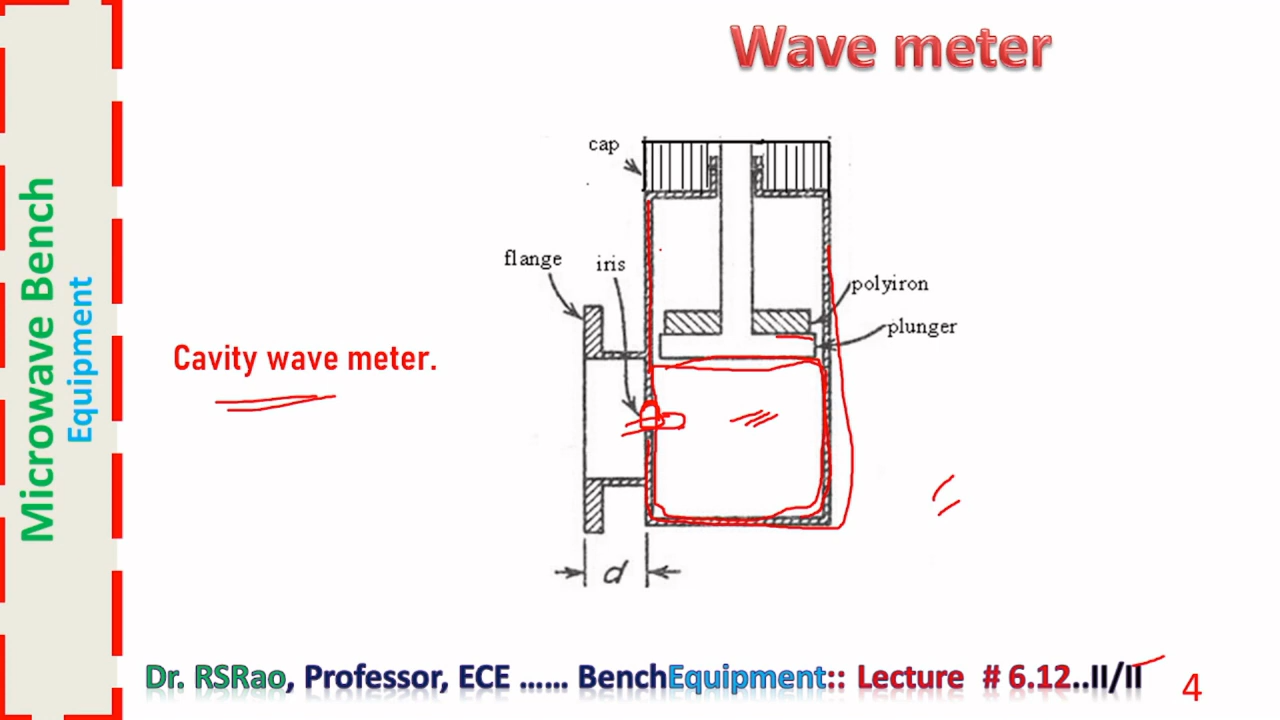 Wave meter
Microwave Bench
Equipment
cap
flange
iris
polyiron
plunger
Cavity wave meter.
d
Dr. RSRao, Professor, ECE ...... BenchEquipment:: Lecture # 6.12..II/II
4